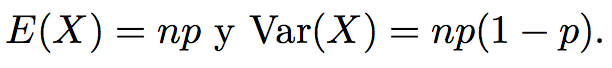 E(X) = np y Var(X) = np(1 − p).